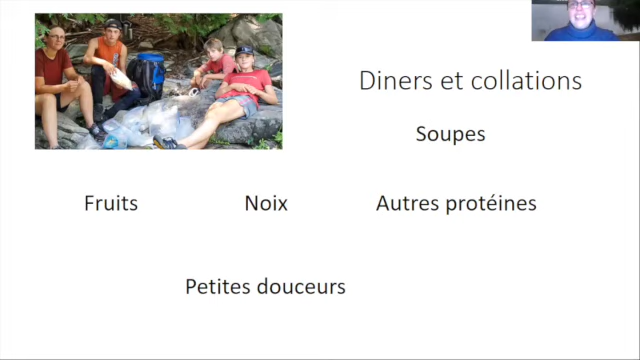 Diners et collations
Soupes
Fruits
Noix
Autres protéines
Petites douceurs